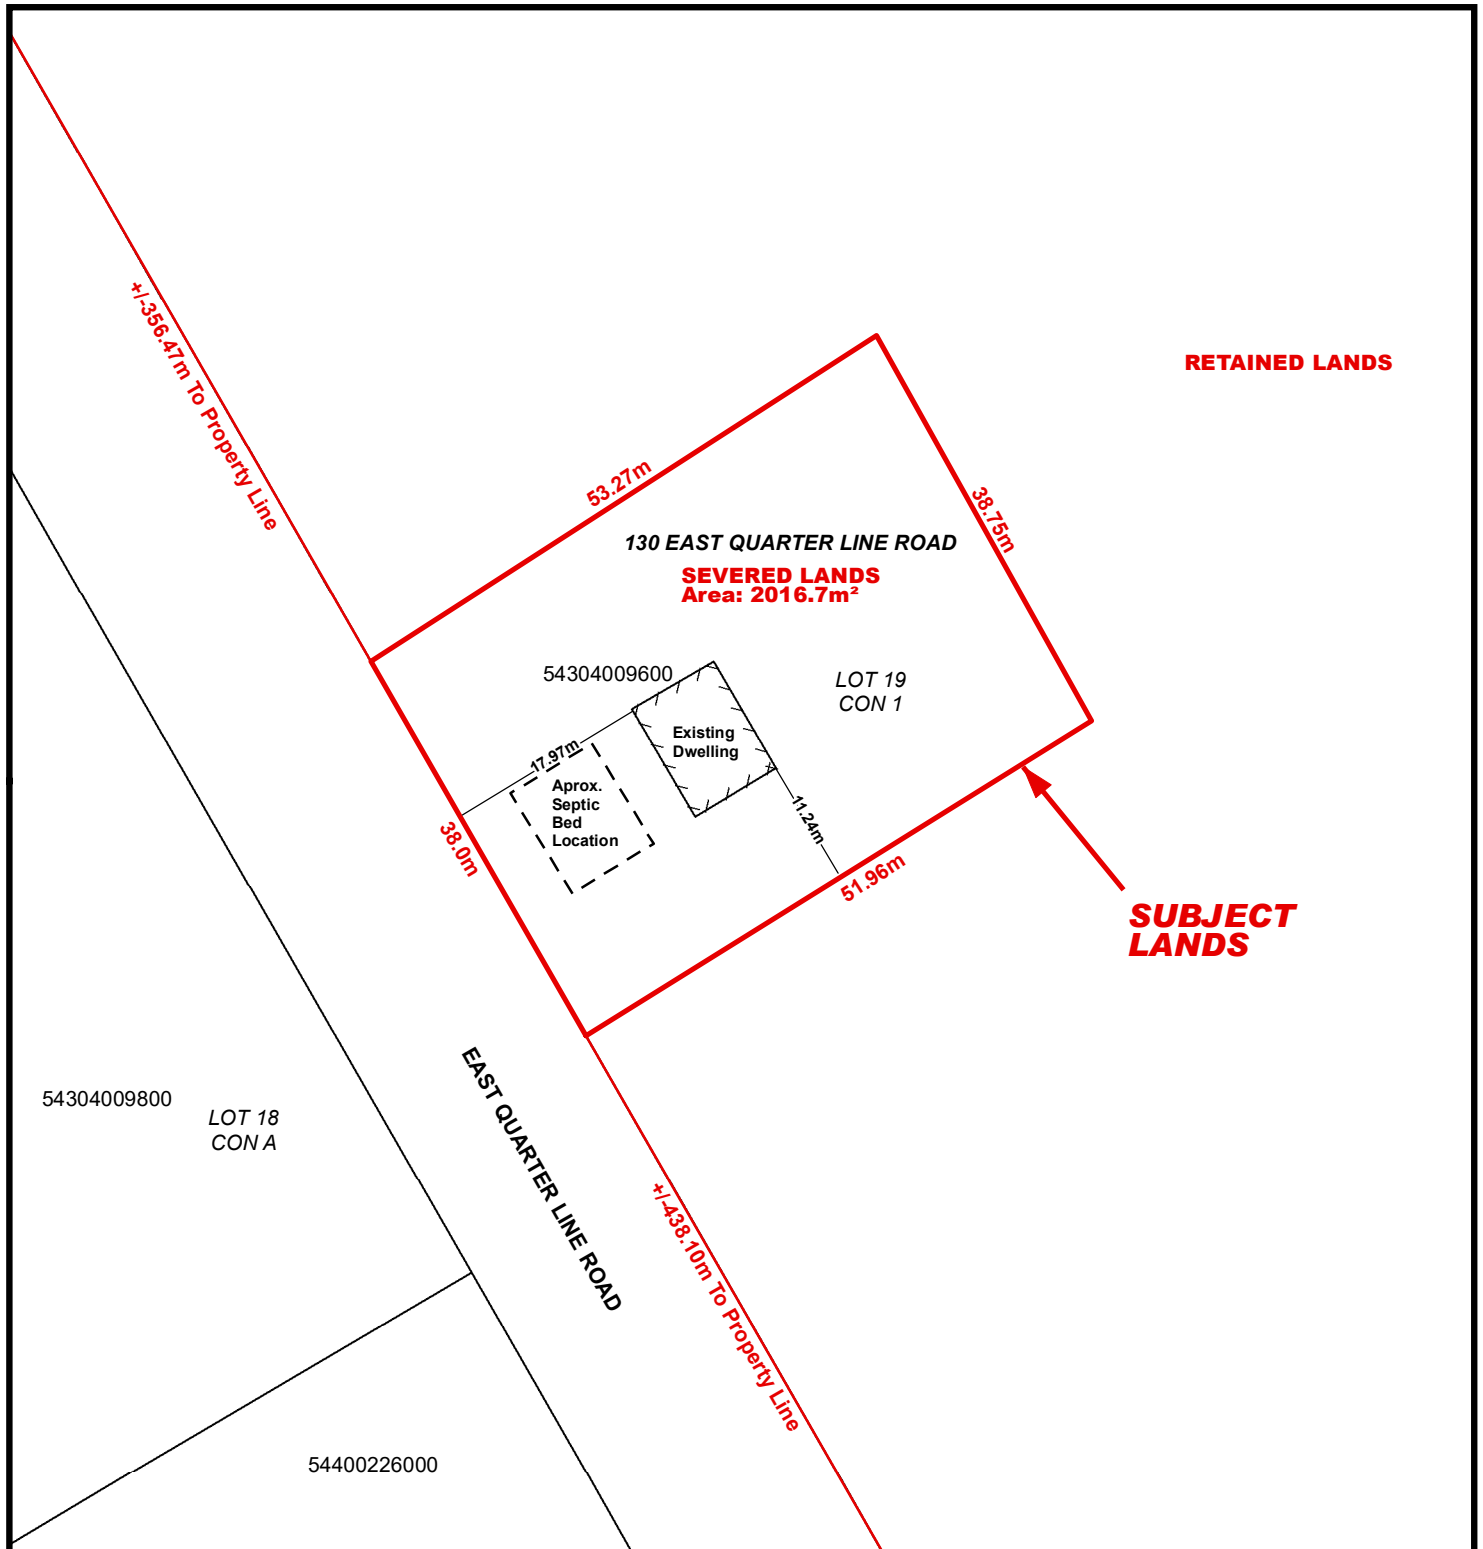 +/-356.47m To Property Line
RETAINED LANDS
53.27m
38.75m
130 EAST QUARTER LINE ROAD
SEVERED LANDS
Area: 2016.7m²
54304009600
LOT 19
CON 1
Existing
Dwelling
17.97m
Aprox.
Septic
Bed
Location
11.24m
38.0m
51.96m
SUBJECT
LANDS
EAST QUARTER LINE ROAD
54304009800
LOT 18
CON A
+/-438.10m To Property Line
54400226000